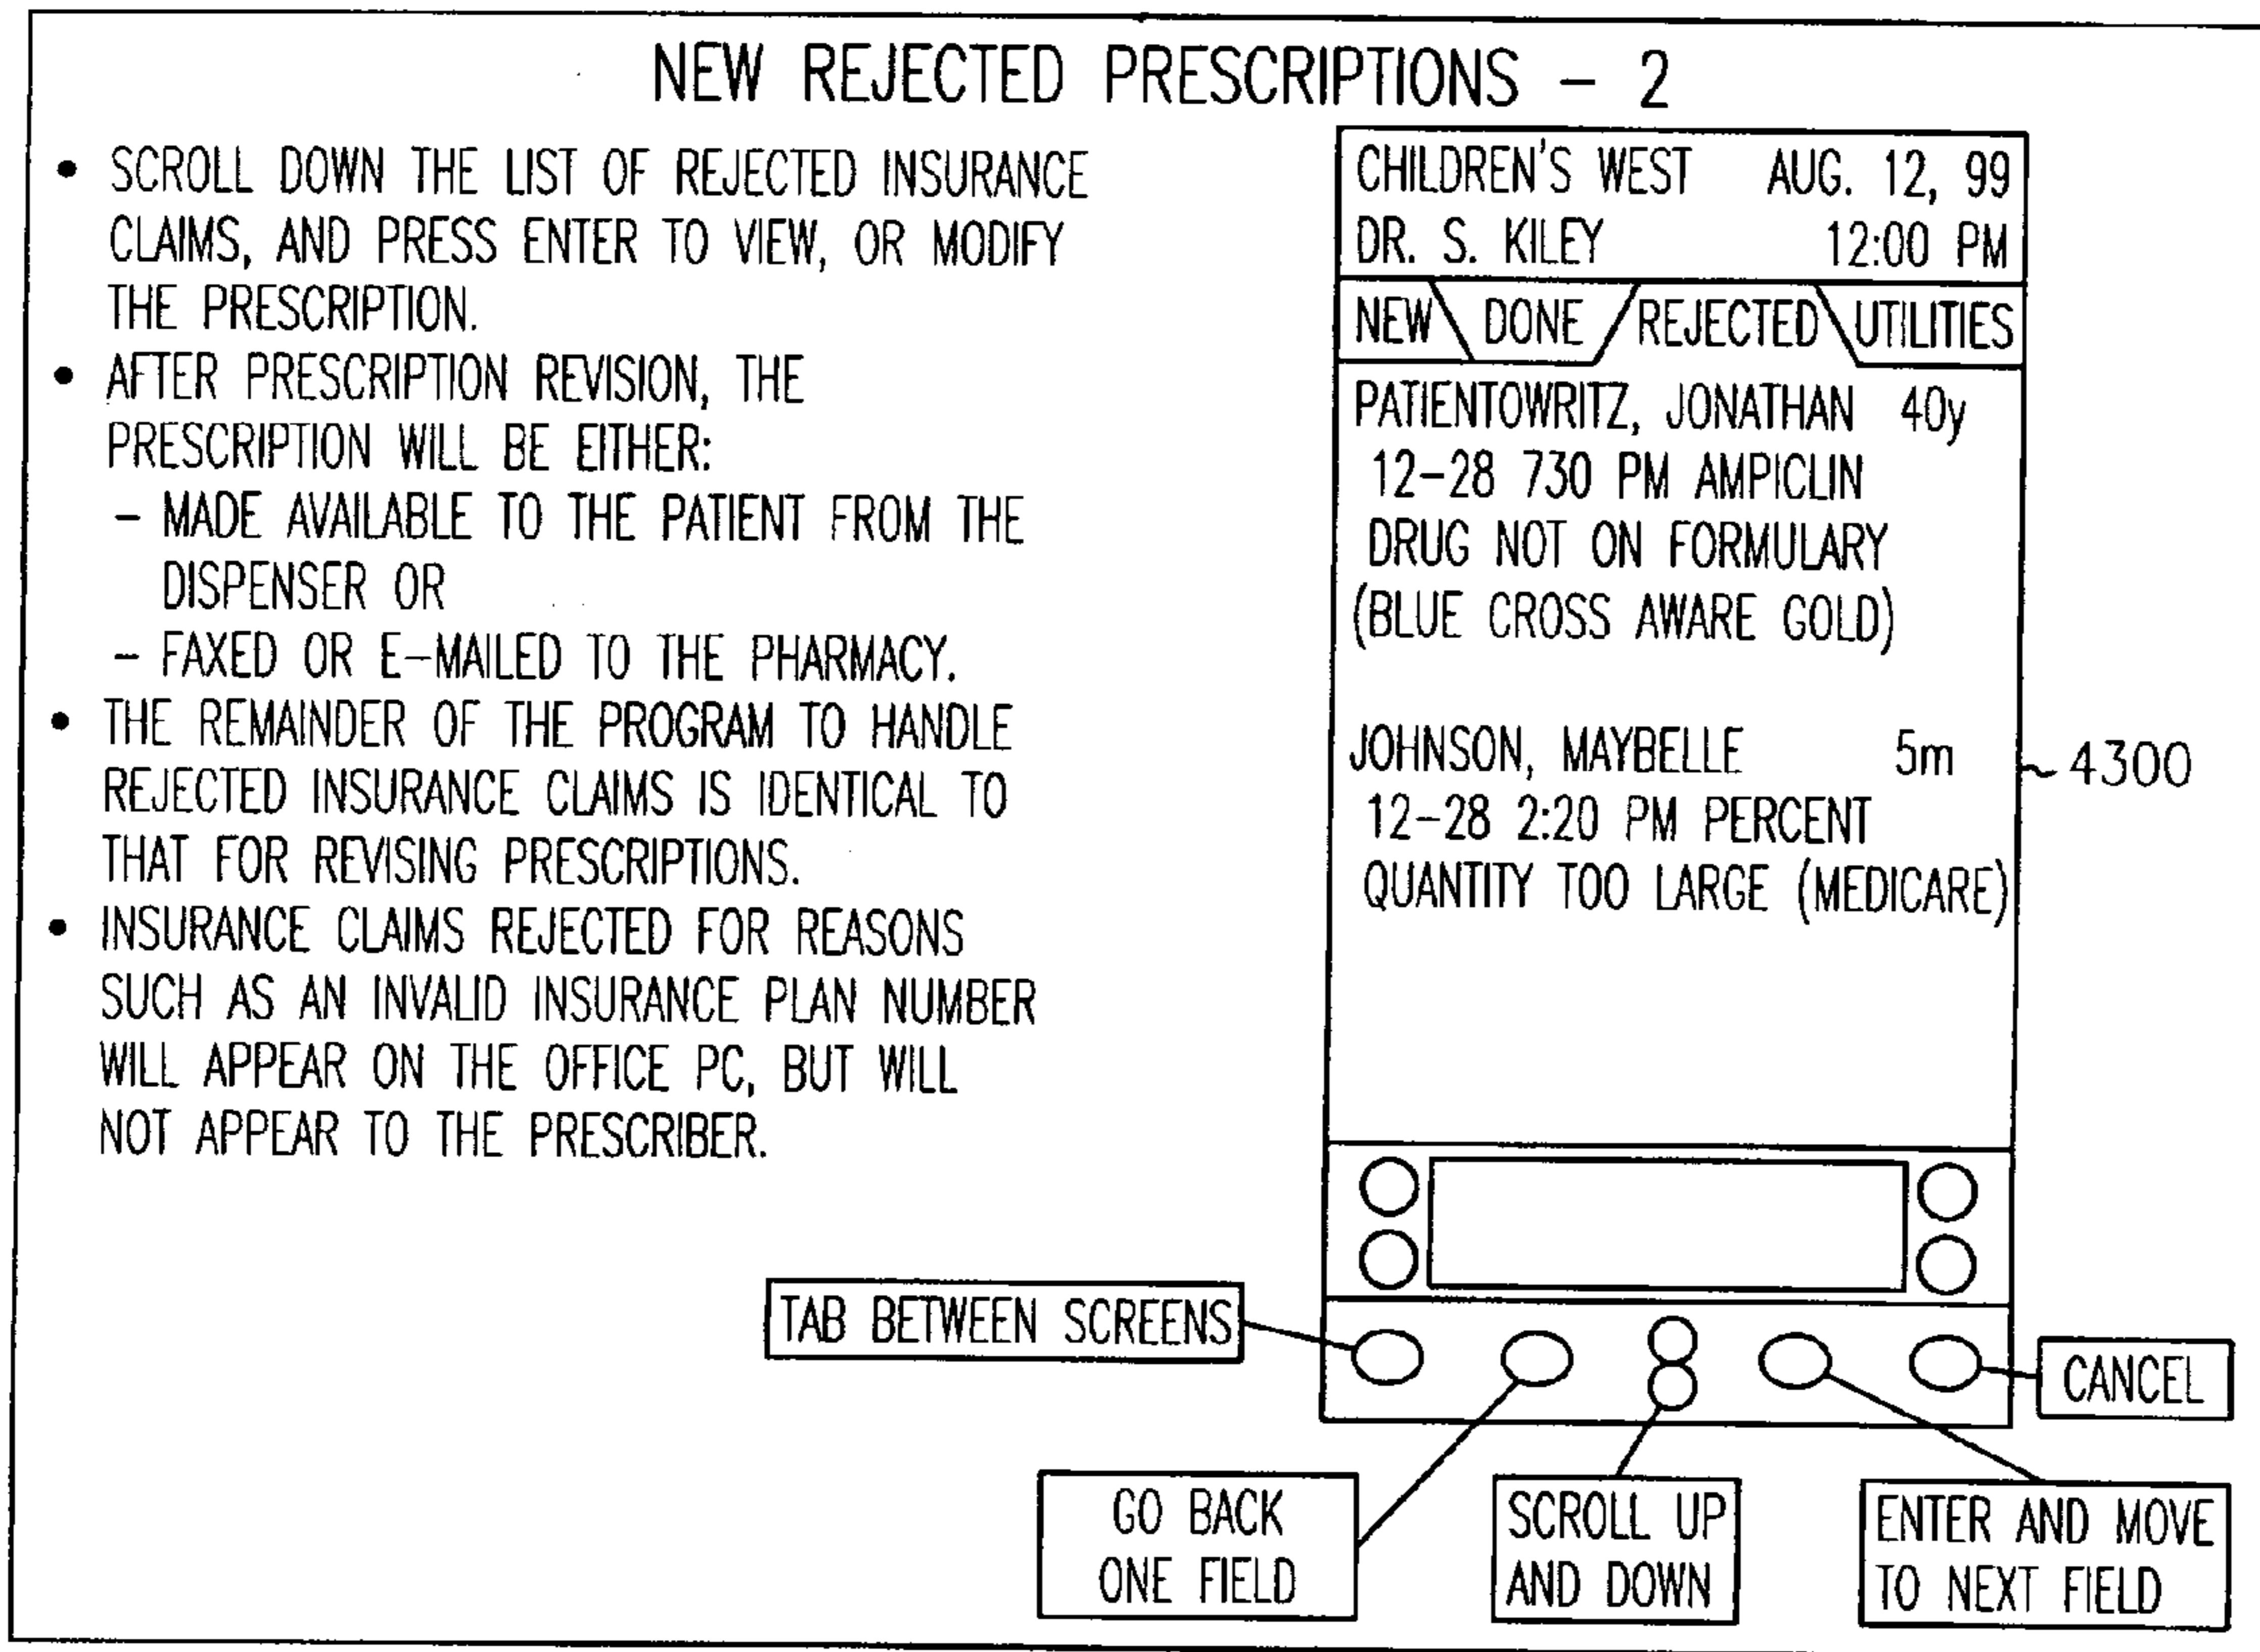 NEW REJECTED PRESCRIPTIONS – 2
• SCROLL DOWN THE LIST OF REJECTED INSURANCE
CLAIMS, AND PRESS ENTER TO VIEW, OR MODIFY
THE PRESCRIPTION.
• AFTER PRESCRIPTION REVISION, THE
PRESCRIPTION WILL BE EITHER:
– MADE AVAILABLE TO THE PATIENT FROM THE
DISPENSER OR
– FAXED OR E–MAILED TO THE PHARMACY.
• THE REMAINDER OF THE PROGRAM TO HANDLE
REJECTED INSURANCE CLAIMS IS IDENTICAL TO
THAT FOR REVISING PRESCRIPTIONS.
• INSURANCE CLAIMS REJECTED FOR REASONS
SUCH AS AN INVALID INSURANCE PLAN NUMBER
WILL APPEAR ON THE OFFICE PC, BUT WILL
NOT APPEAR TO THE PRESCRIBER.
CHILDREN'S WEST AUG. 12, 99
DR. S. KILEY 12:00 PM
NEW DONE REJECTED UTILITIES
PATIENTOWRITZ, JONATHAN 40y
12–28 730 PM AMPICLIN
DRUG NOT ON FORMULARY
(BLUE CROSS AWARE GOLD)
JOHNSON, MAYBELLE 5m
12–28 2:20 PM PERCENT
QUANTITY TOO LARGE (MEDICARE)
4300
TAB BETWEEN SCREENS
CANCEL
GO BACK
ONE FIELD
SCROLL UP
AND DOWN
ENTER AND MOVE
TO NEXT FIELD